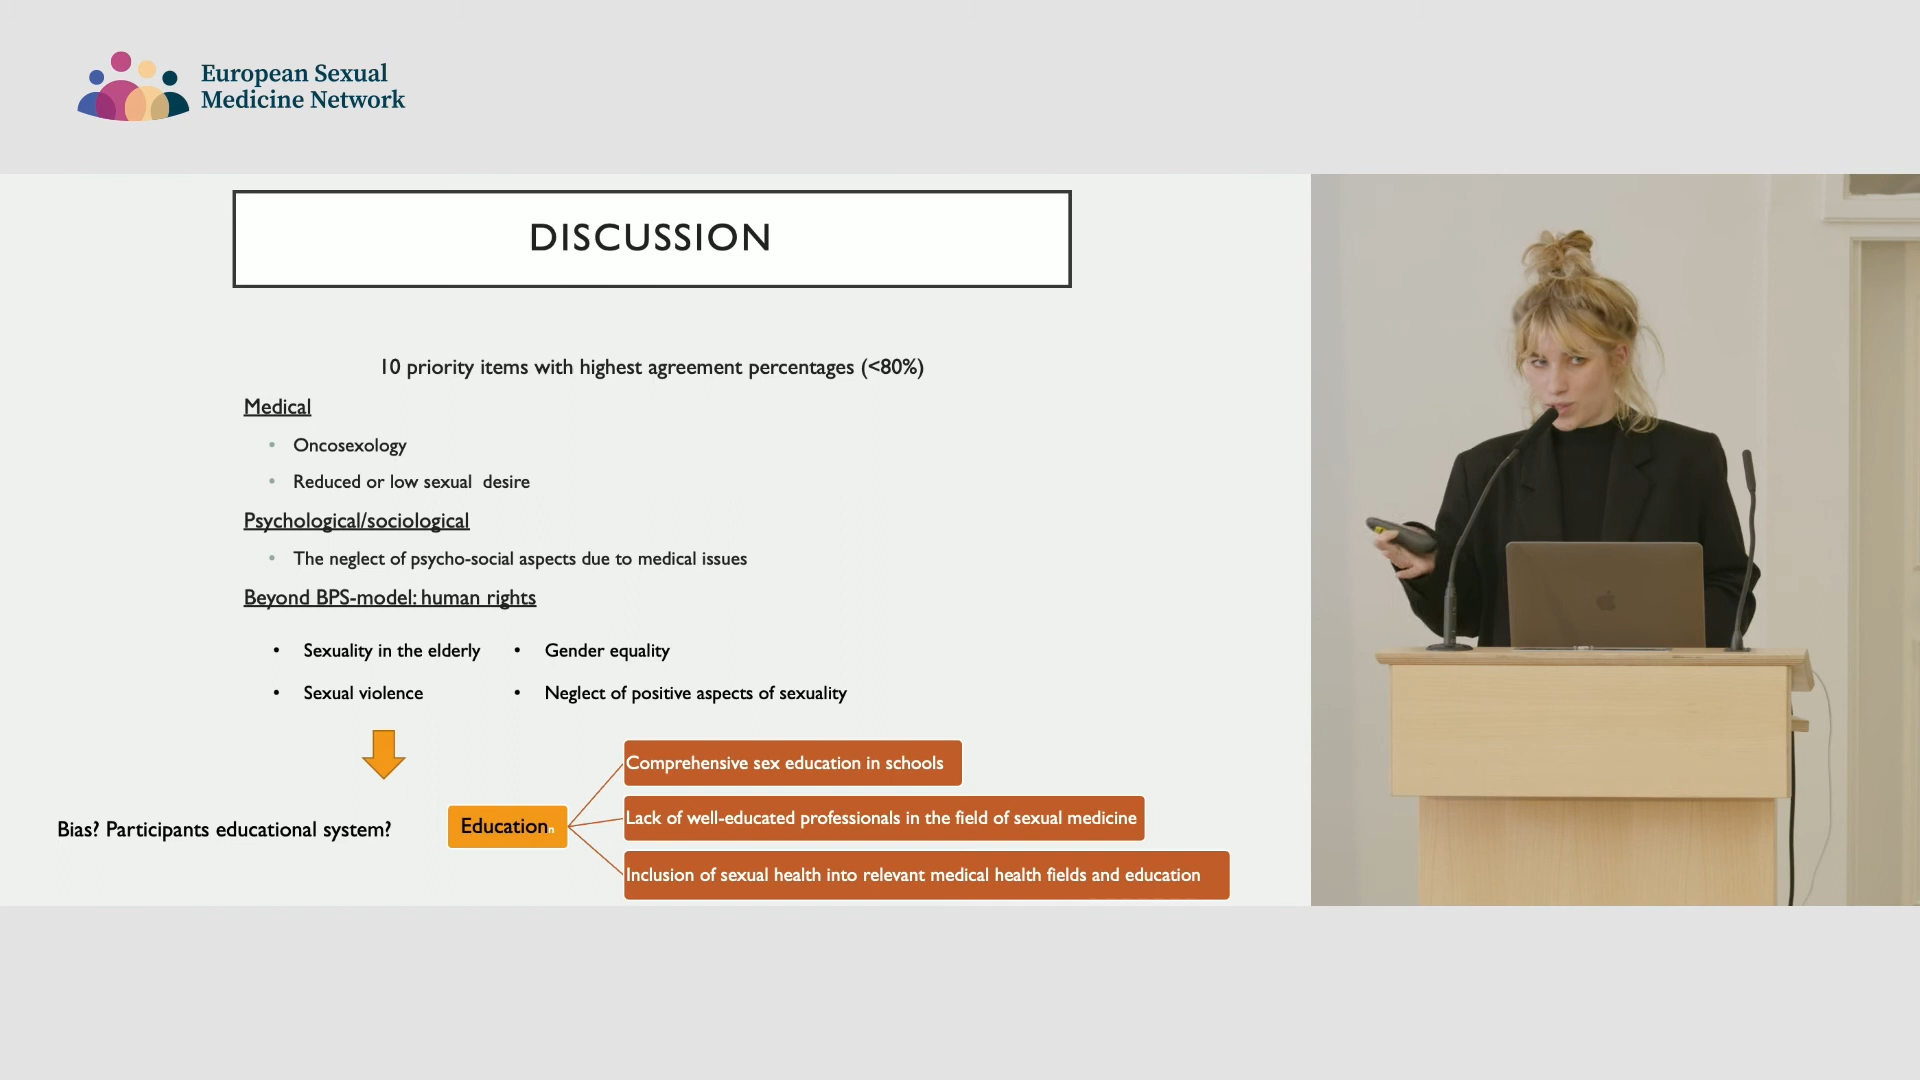 European Sexual
Medicine Network
DISCUSSION
10 priority items with highest agreement percentages (<80%)
Medical
• Oncosexology
• Reduced or low sexual desire
Psychological/sociological
• The neglect of psycho-social aspects due to medical issues
Beyond BPS-model: human rights
• Sexuality in the elderly • Gender equality
• Sexual violence • Neglect of positive aspects of sexuality
Comprehensive sex education in schools
Lack of well-educated professionals in the field of sexual medicine
Bias? Participants educational system?
Educationn
Inclusion of sexual health into relevant medical health fields and education